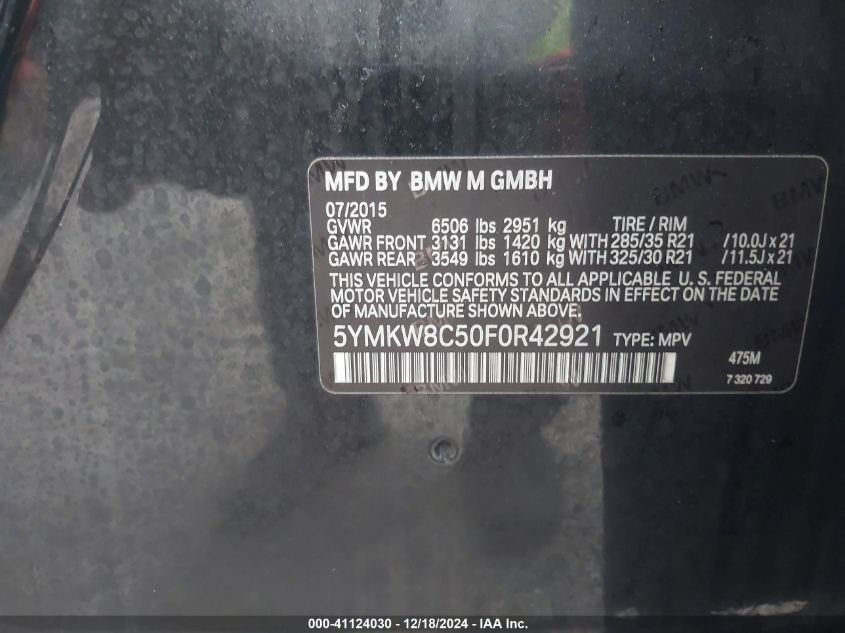 MFD BY BMW M GMBH
07/2015
GVWR 6506 lbs 2951 kg TIRE / RIM
GAWR FRONT 3131 lbs 1420 kg WITH 285/35 R21 /10.0J x 21
GAWR REAR 3549 lbs 1610 kg WITH 325/30 R21 /11.5J x 21
THIS VEHICLE CONFORMS TO ALL APPLICABLE U. S. FEDERAL
MOTOR VEHICLE SAFETY STANDARDS IN EFFECT ON THE DATE
OF MANUFACTURE SHOWN ABOVE.
5YMKW8C50F0R42921 TYPE: MPV
475M
7 320 729
000-41124030 - 12/18/2024 - IAAI Inc.